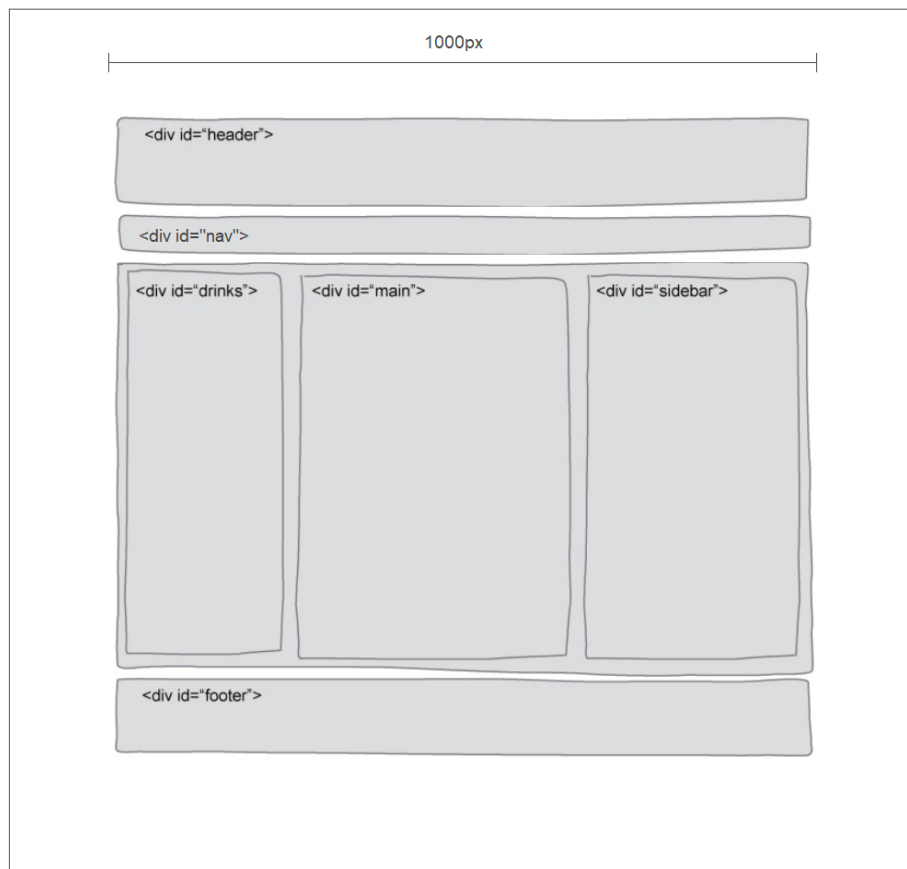 1000px
<div id=“header”>
<div id="nav">
<div id=“drinks”>
<div id=“main”>
<div id=“sidebar”>
<div id=“footer”>